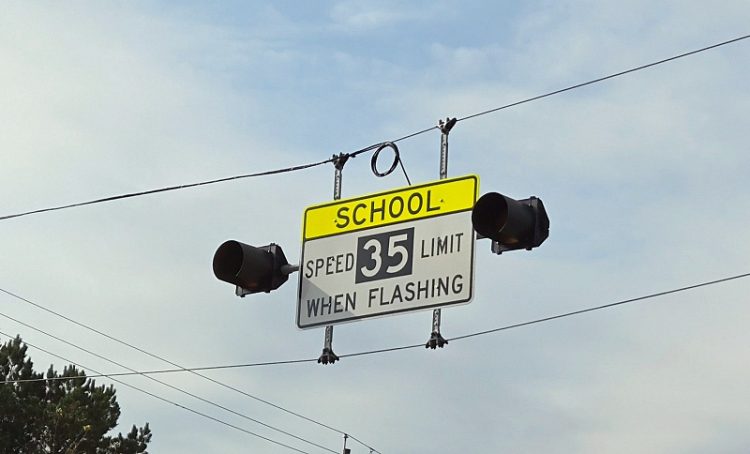 SCHOOL
SPEED 35 LIMIT
WHEN FLASHING